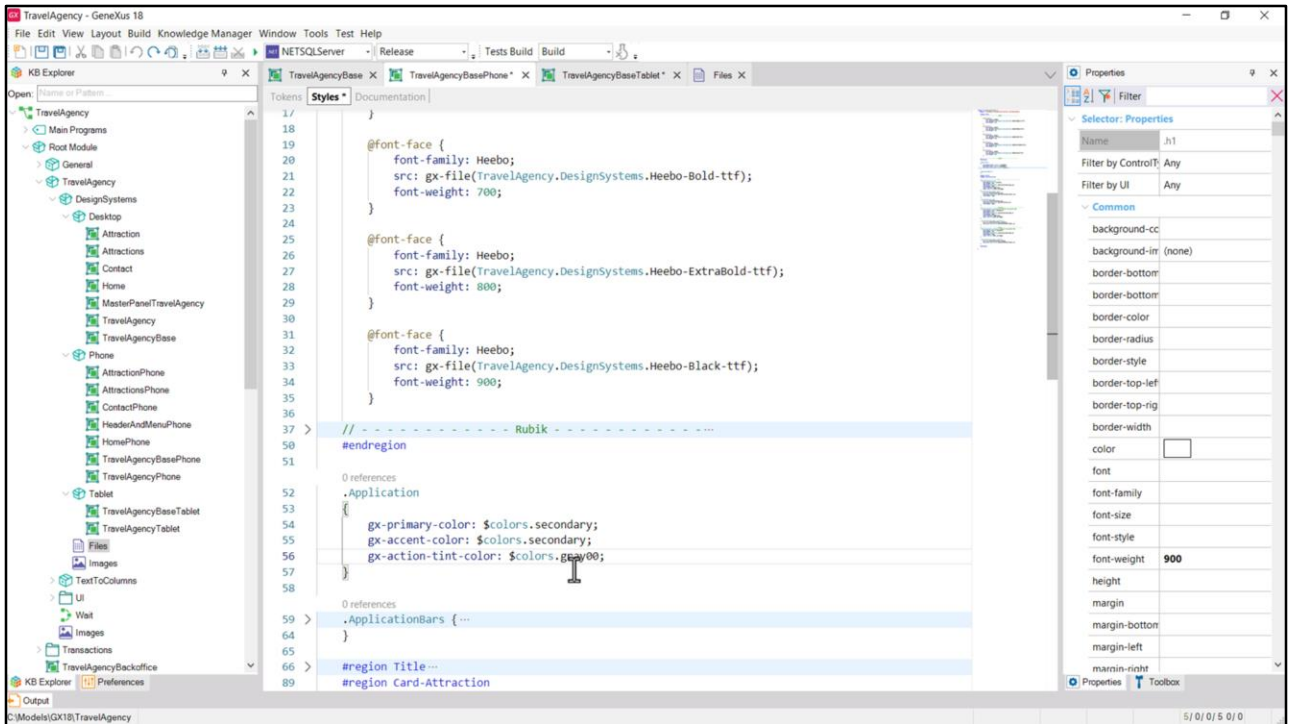 TravelAgency - GeneXus 18
File Edit View Layout Build Knowledge Manager Window Tools Test Help
NETSQLServer Release Tests Build Build
KB Explorer
Open: Name or Pattern...
TravelAgency
Main Programs
Root Module
General
TravelAgency
DesignSystems
Desktop
Attraction
Attractions
Contact
Home
MasterPanelTravelAgency
TravelAgency
TravelAgencyBase
Phone
AttractionPhone
AttractionsPhone
ContactPhone
HeaderAndMenuPhone
HomePhone
TravelAgencyBasePhone
TravelAgencyPhone
Tablet
TravelAgencyBaseTablet
TravelAgencyTablet
Files
Images
TextToColumns
UI
Wait
Images
Transactions
TravelAgencyBackoffice
KB Explorer Preferences
Output
C:\Models\GX18\TravelAgency
TravelAgencyBase TravelAgencyBasePhone* TravelAgencyBaseTablet* Files
Tokens Styles * Documentation
17 }
18
19 @font-face {
20 font-family: Heebo;
21 src: gx-file(TravelAgency.DesignSystems.Heebo-Bold-ttf);
22 font-weight: 700;
23 }
24
25 @font-face {
26 font-family: Heebo;
27 src: gx-file(TravelAgency.DesignSystems.Heebo-ExtraBold-ttf);
28 font-weight: 800;
29 }
30
31 @font-face {
32 font-family: Heebo;
33 src: gx-file(TravelAgency.DesignSystems.Heebo-Black-ttf);
34 font-weight: 900;
35 }
36
37 // - - - - - - - - - - - - Rubik - - - - - - - - - - - -...
50 #endregion
51
0 references
52 .Application
53 {
54 gx-primary-color: $colors.secondary;
55 gx-accent-color: $colors.secondary;
56 gx-action-tint-color: $colors.gray00;
57 }
58
0 references
59 .ApplicationBars { ...
64 }
65
66 #region Title...
89 #region Card-Attraction
Properties
Filter
Selector: Properties
Name .h1
Filter by ControlT Any
Filter by UI Any
Common
background-cc
background-im (none)
border-bottom
border-bottom
border-color
border-radius
border-style
border-top-lef
border-top-rig
border-width
color
font
font-family
font-size
font-style
font-weight 900
height
margin
margin-bottom
margin-left
margin-right
Properties Toolbox
5/ 0/ 0/ 5 0/ 0